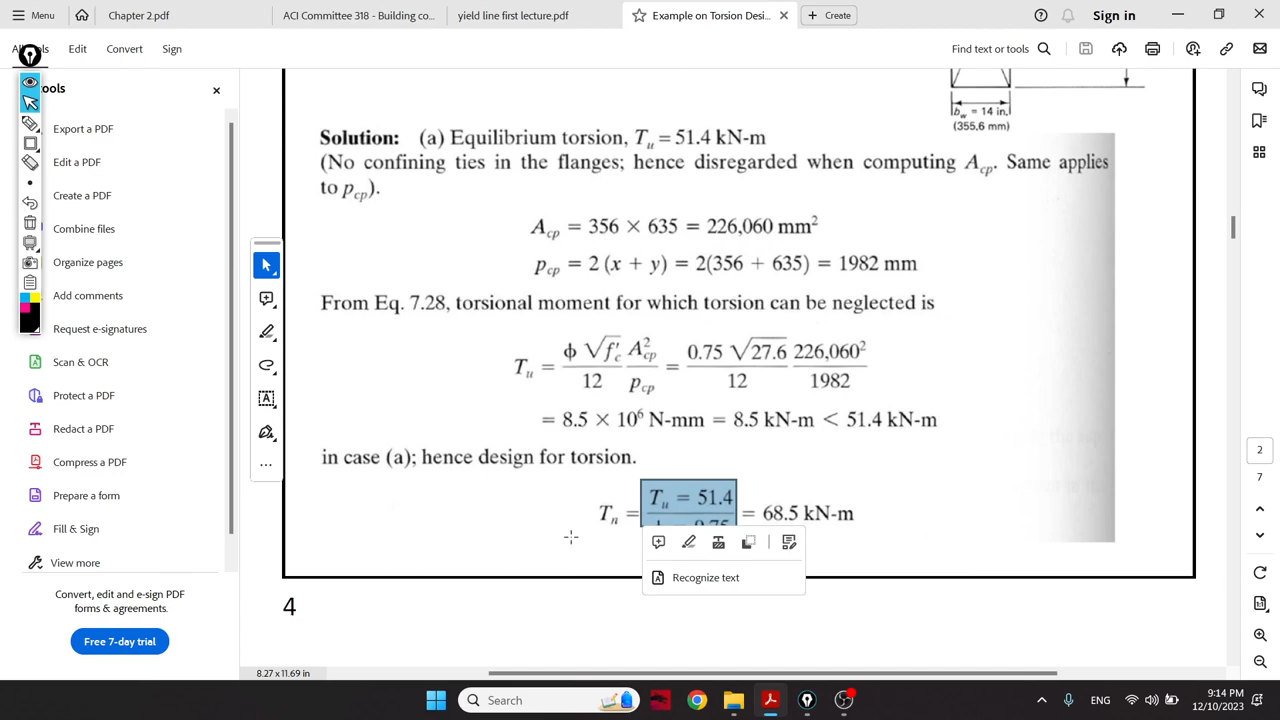 Menu
Chapter 2.pdf
ACI Committee 318 - Building co...
yield line first lecture.pdf
Example on Torsion Desi...
Create
Sign in
Edit
Convert
Sign
Find text or tools
Export a PDF
Edit a PDF
Create a PDF
Combine files
Organize pages
Add comments
Request e-signatures
Scan & OCR
Protect a PDF
Redact a PDF
Compress a PDF
Prepare a form
Fill & Sign
View more
Convert, edit and e-sign PDF
forms & agreements.
Free 7-day trial
b_w = 14 in.
(355.6 mm)
Solution: (a) Equilibrium torsion, T_u = 51.4 kN-m
(No confining ties in the flanges; hence disregarded when computing A_cp. Same applies
to p_cp).
A_cp = 356 × 635 = 226,060 mm²
p_cp = 2 (x + y) = 2(356 + 635) = 1982 mm
From Eq. 7.28, torsional moment for which torsion can be neglected is
T_u = ϕ √f'_c / 12 A²_cp / p_cp = 0.75 √27.6 / 12 226,060² / 1982
= 8.5 × 10⁶ N-mm = 8.5 kN-m < 51.4 kN-m
in case (a); hence design for torsion.
T_n = T_u = 51.4 = 68.5 kN-m
Recognize text
4
8.27 x 11.69 in
2
7
Search
ENG
9:14 PM
12/10/2023